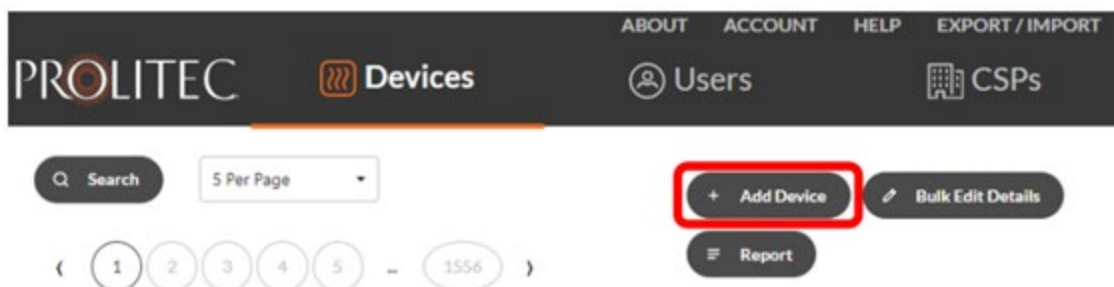 ABOUT ACCOUNT HELP EXPORT / IMPORT
PROLITEC Devices Users CSPs
Search 5 Per Page + Add Device Bulk Edit Details
Report
‹ 1 2 3 4 5 ... 1556 ›